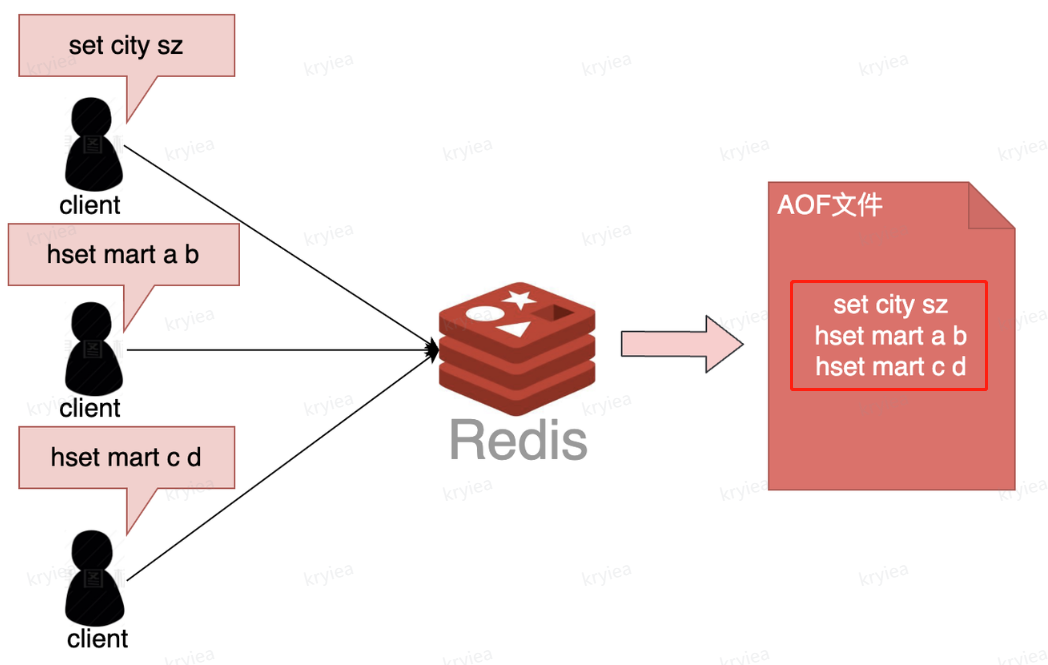 set city sz
client
hset mart a b
client
hset mart c d
client
Redis
AOF文件
set city sz
hset mart a b
hset mart c d
kryiea